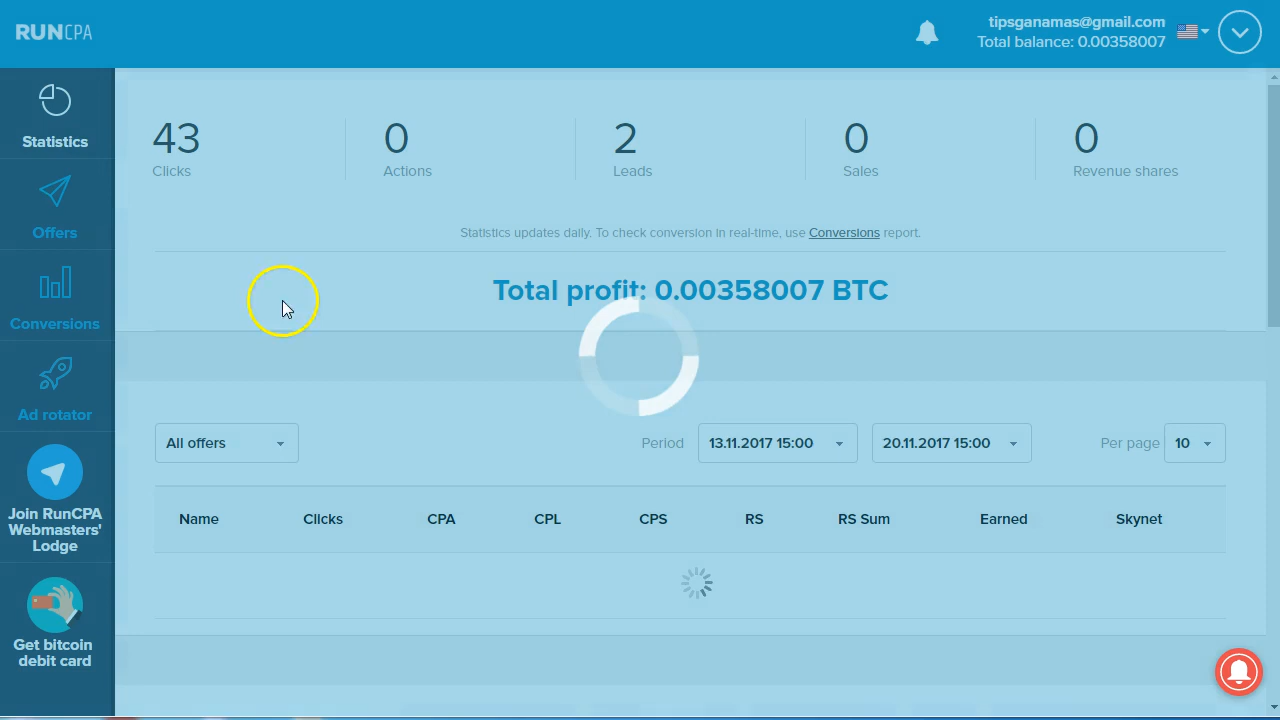 RUNCPA
tipsganamas@gmail.com
Total balance: 0.00358007
Statistics
Offers
Conversions
Ad rotator
Join RunCPA
Webmasters'
Lodge
Get bitcoin
debit card
43
Clicks
0
Actions
2
Leads
0
Sales
0
Revenue shares
Statistics updates daily. To check conversion in real-time, use Conversions report.
Total profit: 0.00358007 BTC
All offers
Period 13.11.2017 15:00 20.11.2017 15:00
Per page 10
Name Clicks CPA CPL CPS RS RS Sum Earned Skynet